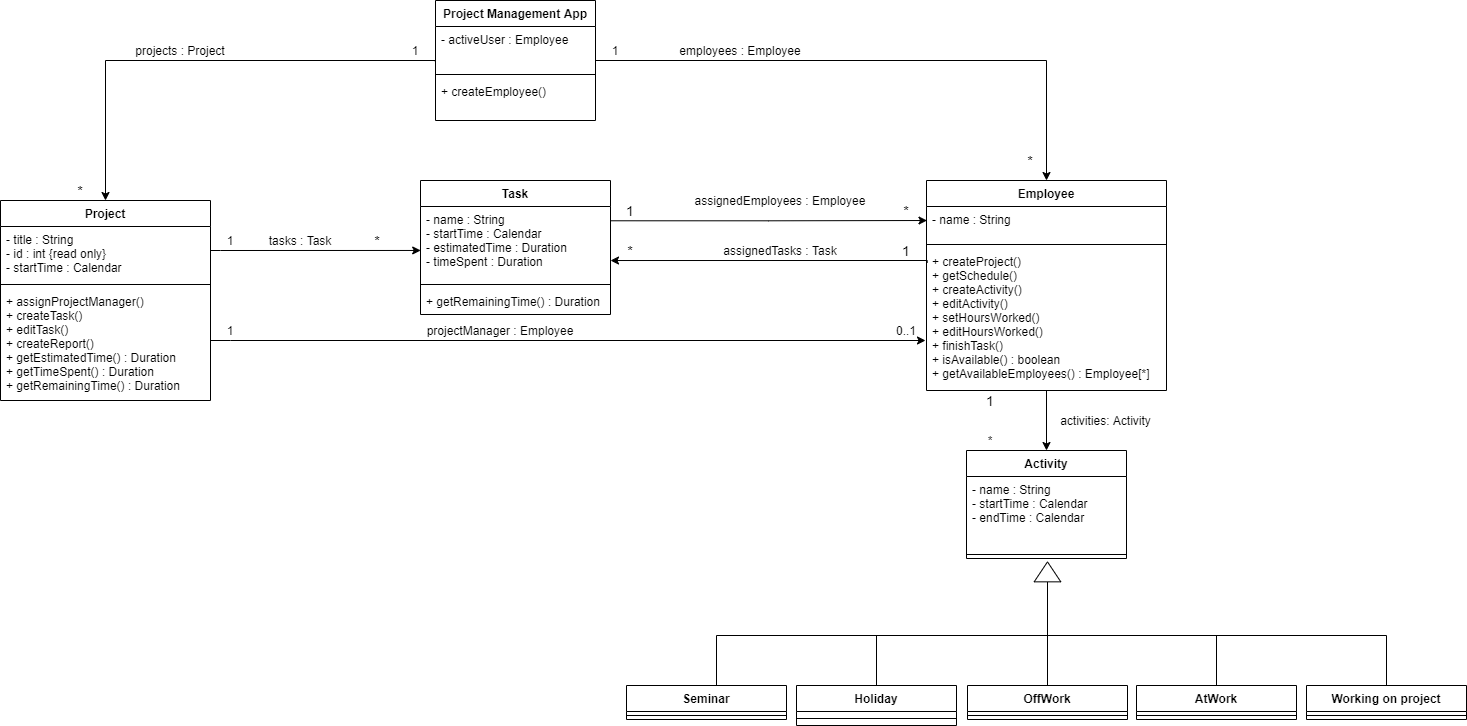 Project Management App
- activeUser : Employee
+ createEmployee()
projects : Project
1
*
1
employees : Employee
*
Project
- title : String
- id : int {read only}
- startTime : Calendar
+ assignProjectManager()
+ createTask()
+ editTask()
+ createReport()
+ getEstimatedTime() : Duration
+ getTimeSpent() : Duration
+ getRemainingTime() : Duration
1
tasks : Task
*
Task
- name : String
- startTime : Calendar
- estimatedTime : Duration
- timeSpent : Duration
+ getRemainingTime() : Duration
1
assignedEmployees : Employee
*
*
assignedTasks : Task
1
1
projectManager : Employee
0..1
Employee
- name : String
+ createProject()
+ getSchedule()
+ createActivity()
+ editActivity()
+ setHoursWorked()
+ editHoursWorked()
+ finishTask()
+ isAvailable() : boolean
+ getAvailableEmployees() : Employee[*]
1
activities: Activity
*
Activity
- name : String
- startTime : Calendar
- endTime : Calendar
Seminar
Holiday
OffWork
AtWork
Working on project